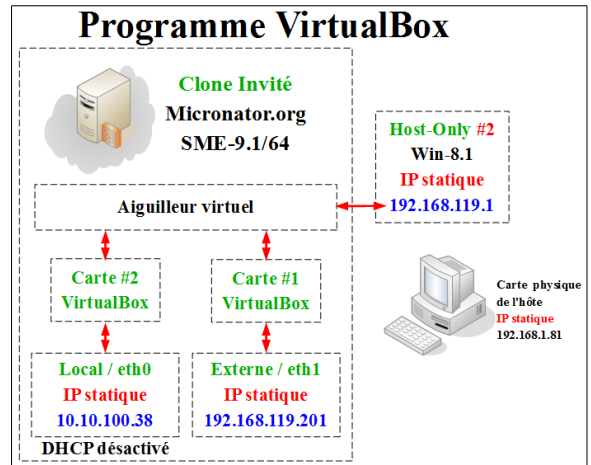 Programme VirtualBox
Clone Invité
Micronator.org
SME-9.1/64
Host-Only #2
Win-8.1
IP statique
192.168.119.1
Aiguilleur virtuel
Carte #2
VirtualBox
Carte #1
VirtualBox
Carte physique
de l'hôte
IP statique
192.168.1.81
Local / eth0
IP statique
10.10.100.38
Externe / eth1
IP statique
192.168.119.201
DHCP désactivé